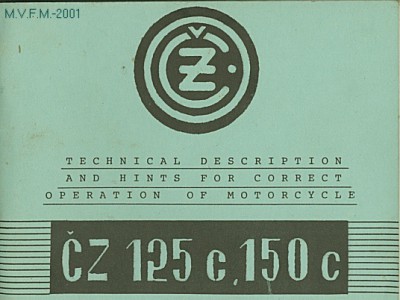 M.V.F.M.-2001
ČZ
TECHNICAL DESCRIPTION
AND HINTS FOR CORRECT
OPERATION OF MOTORCYCLE
ČZ 125 c, 150 c